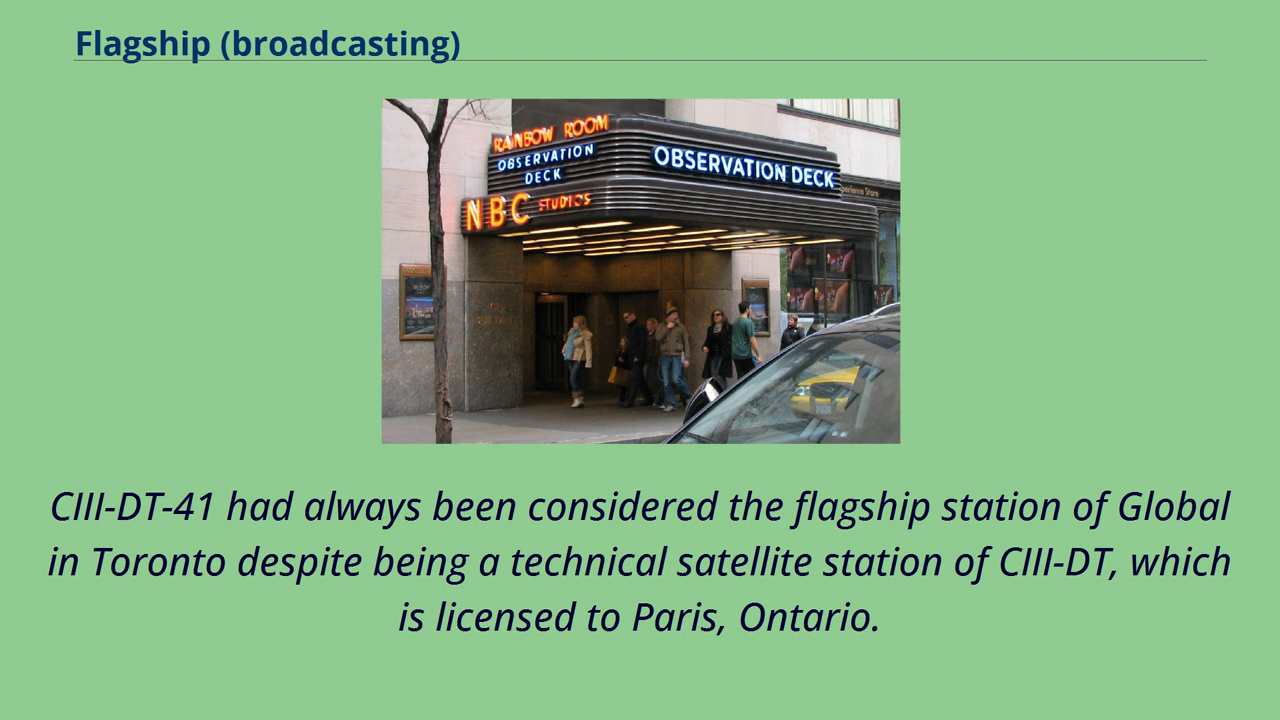 Flagship (broadcasting)
RAINBOW ROOM
OBSERVATION
DECK
OBSERVATION DECK
NBC STUDIOS
Experience Store
CIII-DT-41 had always been considered the flagship station of Global
in Toronto despite being a technical satellite station of CIII-DT, which
is licensed to Paris, Ontario.